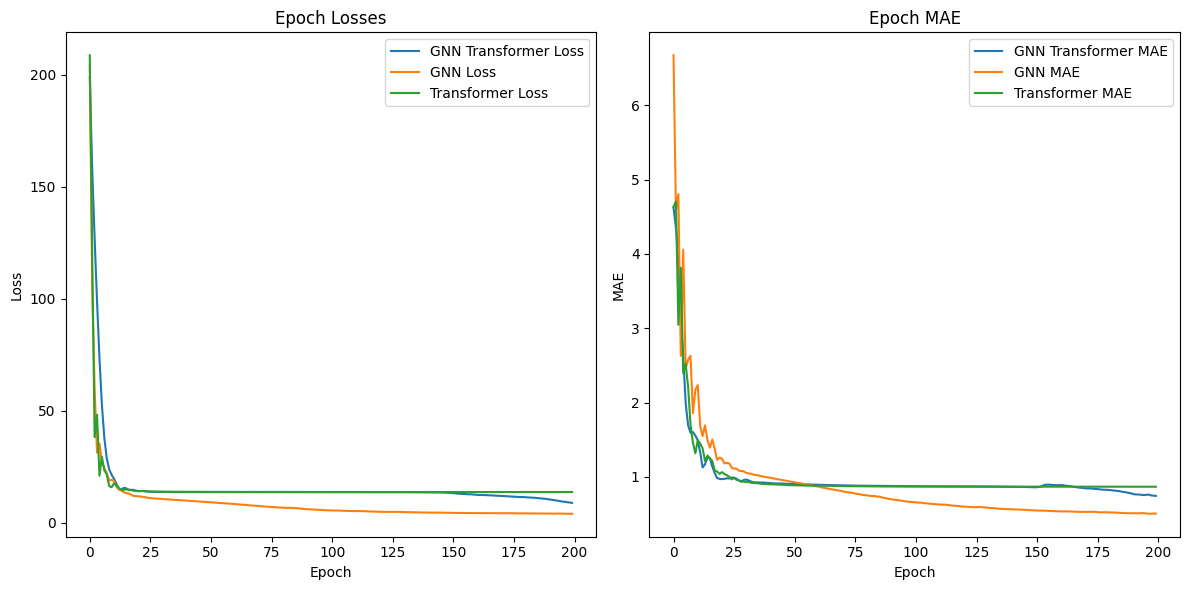 Epoch Losses
GNN Transformer Loss
GNN Loss
Transformer Loss
200
150
100
50
0
Loss
0 25 50 75 100 125 150 175 200
Epoch
Epoch MAE
GNN Transformer MAE
GNN MAE
Transformer MAE
6
5
4
3
2
1
MAE
0 25 50 75 100 125 150 175 200
Epoch